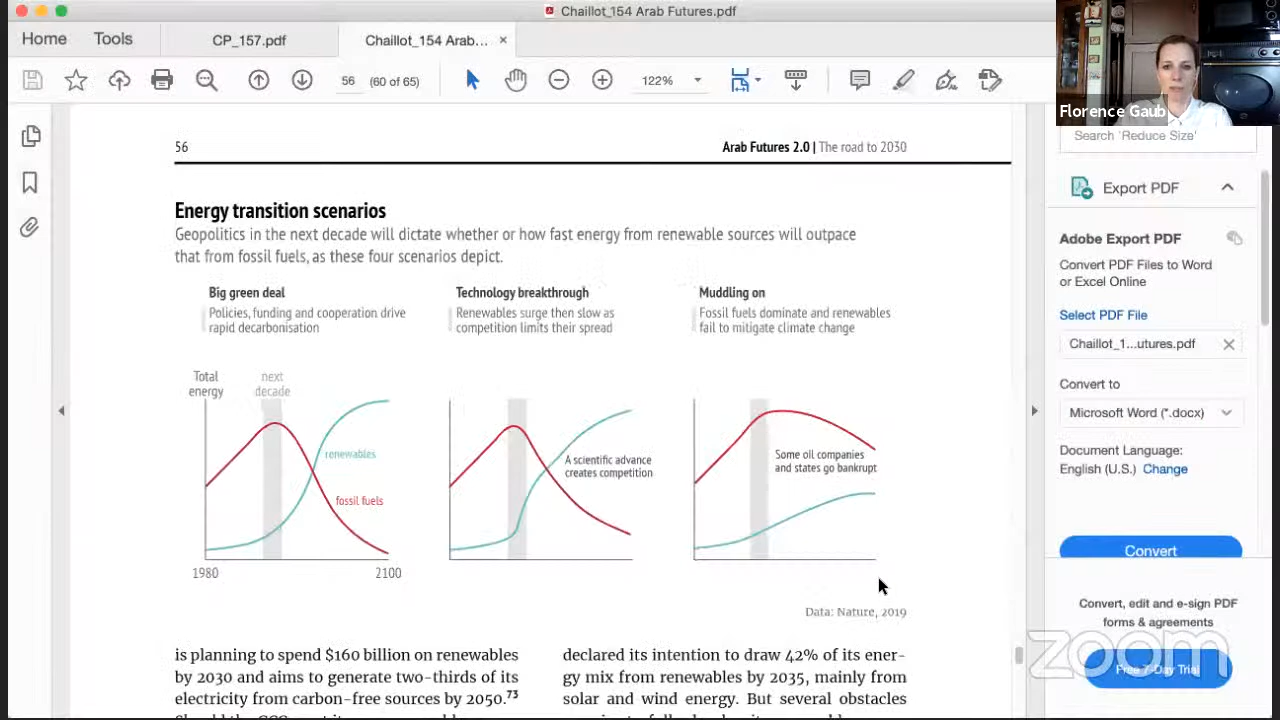 Chaillot_154 Arab Futures.pdf
Home
Tools
CP_157.pdf
Chaillot_154 Arab... ×
56 (60 of 65)
122%
Florence Gaub
Search 'Reduce Size'
56
Arab Futures 2.0 | The road to 2030
Energy transition scenarios
Geopolitics in the next decade will dictate whether or how fast energy from renewable sources will outpace
that from fossil fuels, as these four scenarios depict.
Big green deal
Policies, funding and cooperation drive
rapid decarbonisation
Technology breakthrough
Renewables surge then slow as
competition limits their spread
Muddling on
Fossil fuels dominate and renewables
fail to mitigate climate change
Total
energy
next
decade
renewables
fossil fuels
1980
2100
A scientific advance
creates competition
Some oil companies
and states go bankrupt
Data: Nature, 2019
is planning to spend $160 billion on renewables
by 2030 and aims to generate two-thirds of its
electricity from carbon-free sources by 2050.73
declared its intention to draw 42% of its ener-
gy mix from renewables by 2035, mainly from
solar and wind energy. But several obstacles
Export PDF
Adobe Export PDF
Convert PDF Files to Word
or Excel Online
Select PDF File
Chaillot_1...utures.pdf
Convert to
Microsoft Word (*.docx)
Document Language:
English (U.S.) Change
Convert
Convert, edit and e-sign PDF
forms & agreements
Free 7-Day Trial
zoom